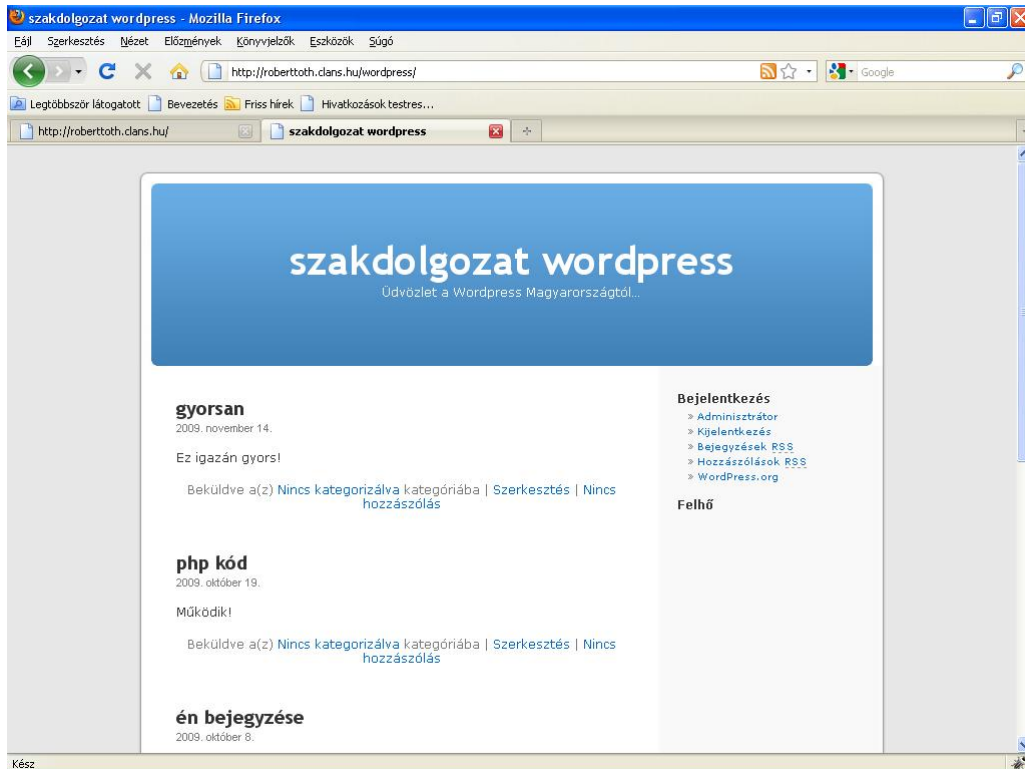 szakdolgozat wordpress - Mozilla Firefox
Fájl Szerkesztés Nézet Előzmények Könyvjelzők Eszközök Súgó
http://roberttoth.clans.hu/wordpress/
Google
Legtöbbször látogatott Bevezetés Friss hírek Hivatkozások testres...
http://roberttoth.clans.hu/ szakdolgozat wordpress
szakdolgozat wordpress
Üdvözlet a Wordpress Magyarországtól...
gyorsan
2009. november 14.
Ez igazán gyors!
Beküldve a(z) Nincs kategorizálva kategóriába | Szerkesztés | Nincs
hozzászólás
php kód
2009. október 19.
Működik!
Beküldve a(z) Nincs kategorizálva kategóriába | Szerkesztés | Nincs
hozzászólás
én bejegyzése
2009. október 8.
Bejelentkezés
» Adminisztrátor
» Kijelentkezés
» Bejegyzések RSS
» Hozzászólások RSS
» WordPress.org
Felhő
Kész